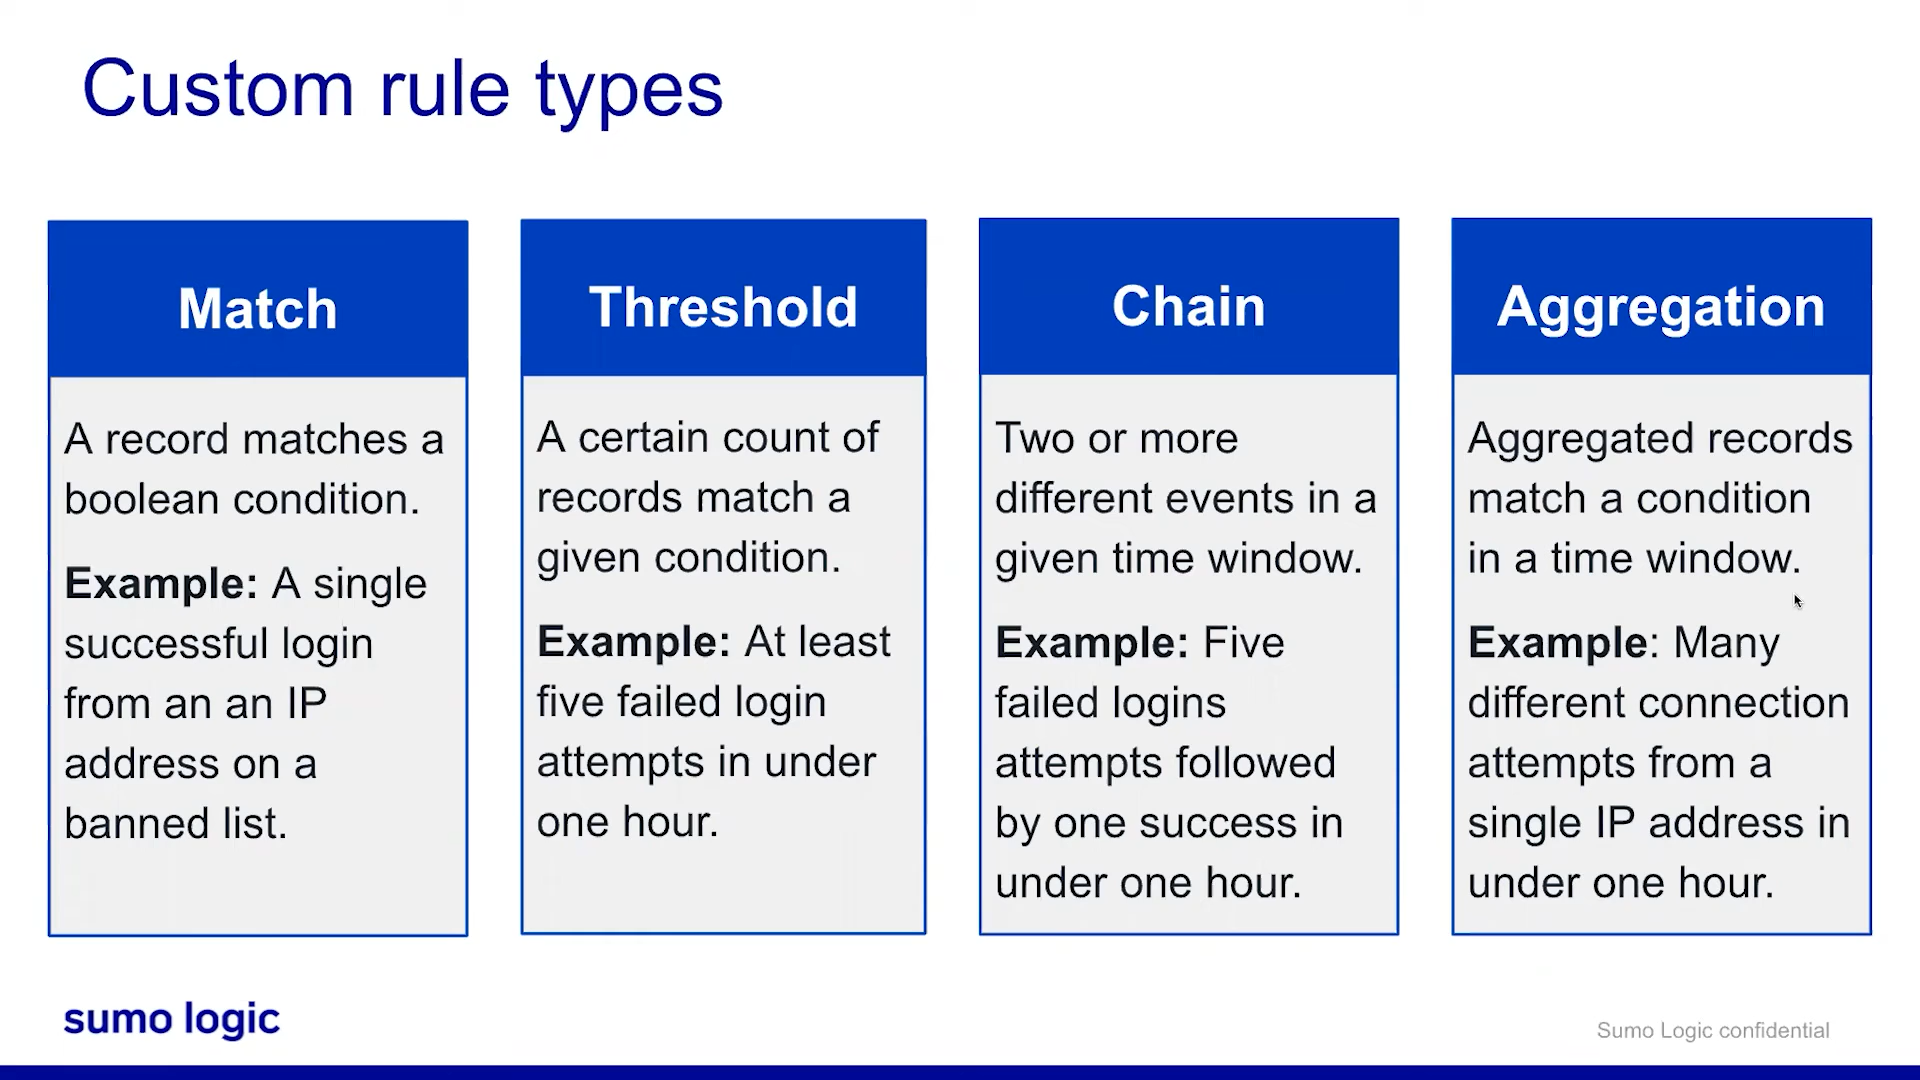 Custom rule types
Match
A record matches a
boolean condition.
Example: A single
successful login
from an an IP
address on a
banned list.
Threshold
A certain count of
records match a
given condition.
Example: At least
five failed login
attempts in under
one hour.
Chain
Two or more
different events in a
given time window.
Example: Five
failed logins
attempts followed
by one success in
under one hour.
Aggregation
Aggregated records
match a condition
in a time window.
Example: Many
different connection
attempts from a
single IP address in
under one hour.
sumo logic
Sumo Logic confidential